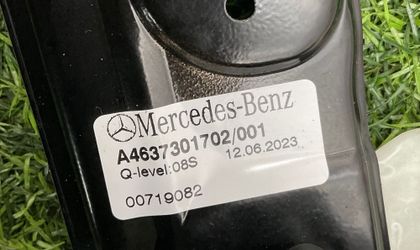 Mercedes-Benz
A4637301702/001
Q-level:08S 12.06.2023
00719082